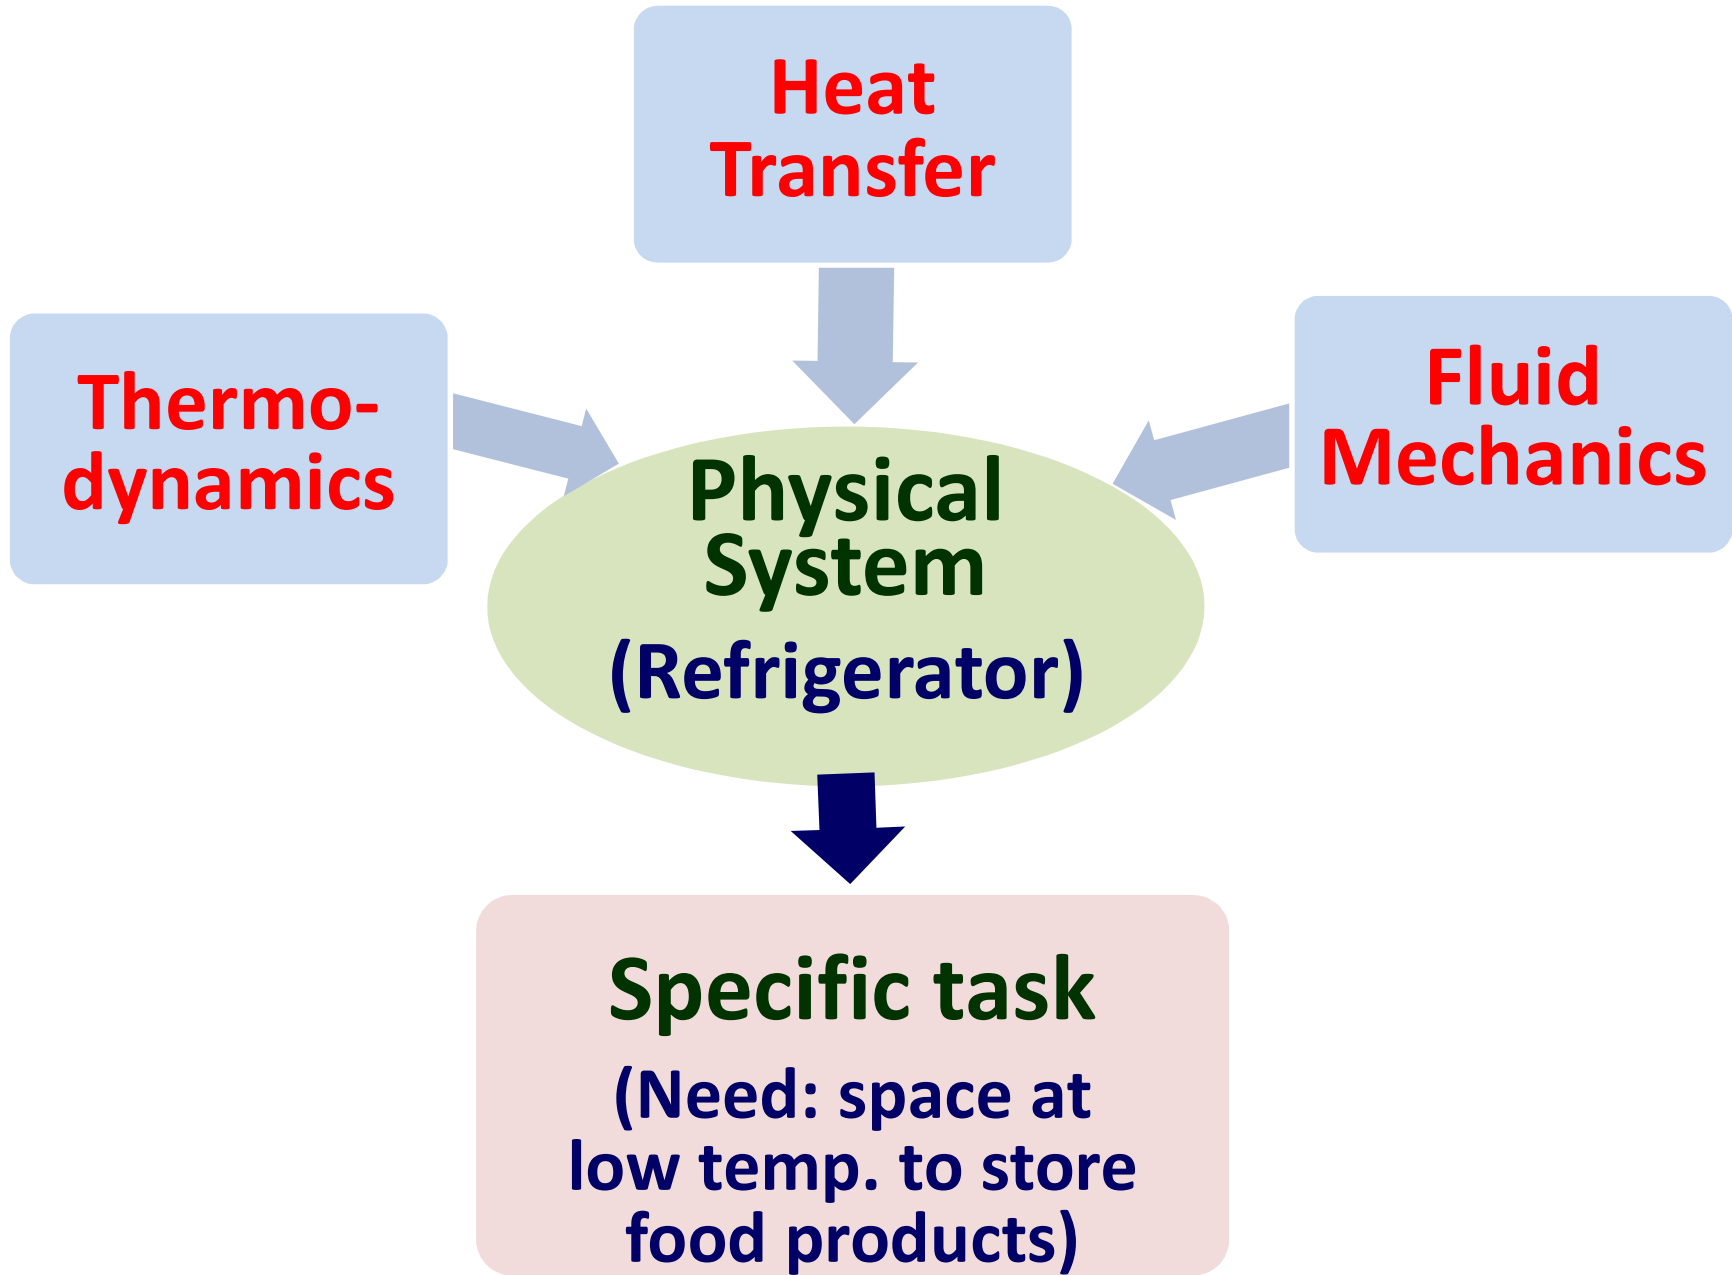 Heat
Transfer
Thermo-
dynamics
Fluid
Mechanics
Physical
System
(Refrigerator)
Specific task
(Need: space at
low temp. to store
food products)